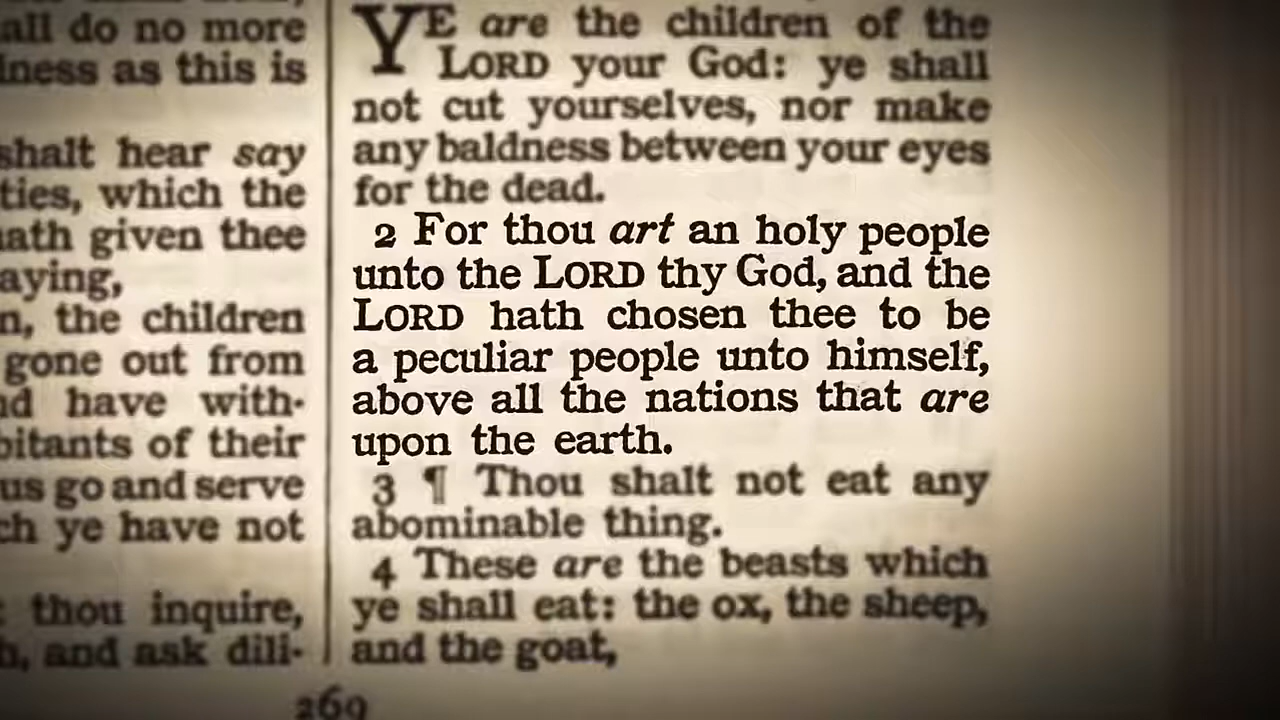 all do no more
ness as this is
shalt hear say
ties, which the
ath given thee
aying,
n, the children
gone out from
d have with-
bitants of their
us go and serve
ch ye have not
thou inquire,
h, and ask dili-
YE are the children of the
LORD your God: ye shall
not cut yourselves, nor make
any baldness between your eyes
for the dead.
2 For thou art an holy people
unto the LORD thy God, and the
LORD hath chosen thee to be
a peculiar people unto himself,
above all the nations that are
upon the earth.
3 ¶ Thou shalt not eat any
abominable thing.
4 These are the beasts which
ye shall eat: the ox, the sheep,
and the goat,
269